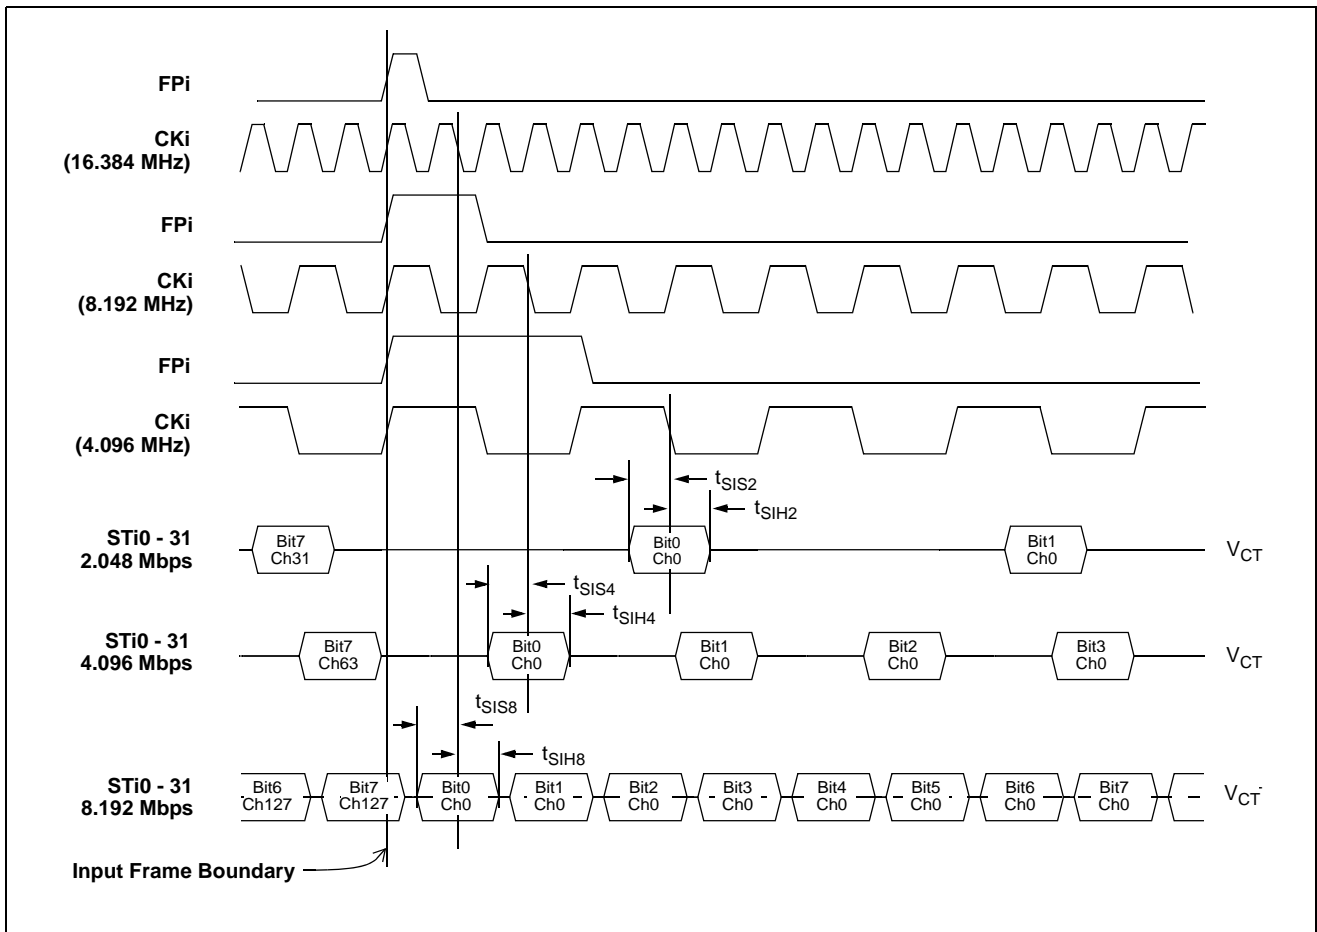 FPi
CKi
(16.384 MHz)
FPi
CKi
(8.192 MHz)
FPi
CKi
(4.096 MHz)
tSIS2
tSIH2
STi0 - 31
2.048 Mbps
Bit7
Ch31
Bit0
Ch0
Bit1
Ch0
VCT
tSIS4
tSIH4
STi0 - 31
4.096 Mbps
Bit7
Ch63
Bit0
Ch0
Bit1
Ch0
Bit2
Ch0
Bit3
Ch0
VCT
tSIS8
tSIH8
STi0 - 31
8.192 Mbps
Bit6
Ch127
Bit7
Ch127
Bit0
Ch0
Bit1
Ch0
Bit2
Ch0
Bit3
Ch0
Bit4
Ch0
Bit5
Ch0
Bit6
Ch0
Bit7
Ch0
VCT
Input Frame Boundary